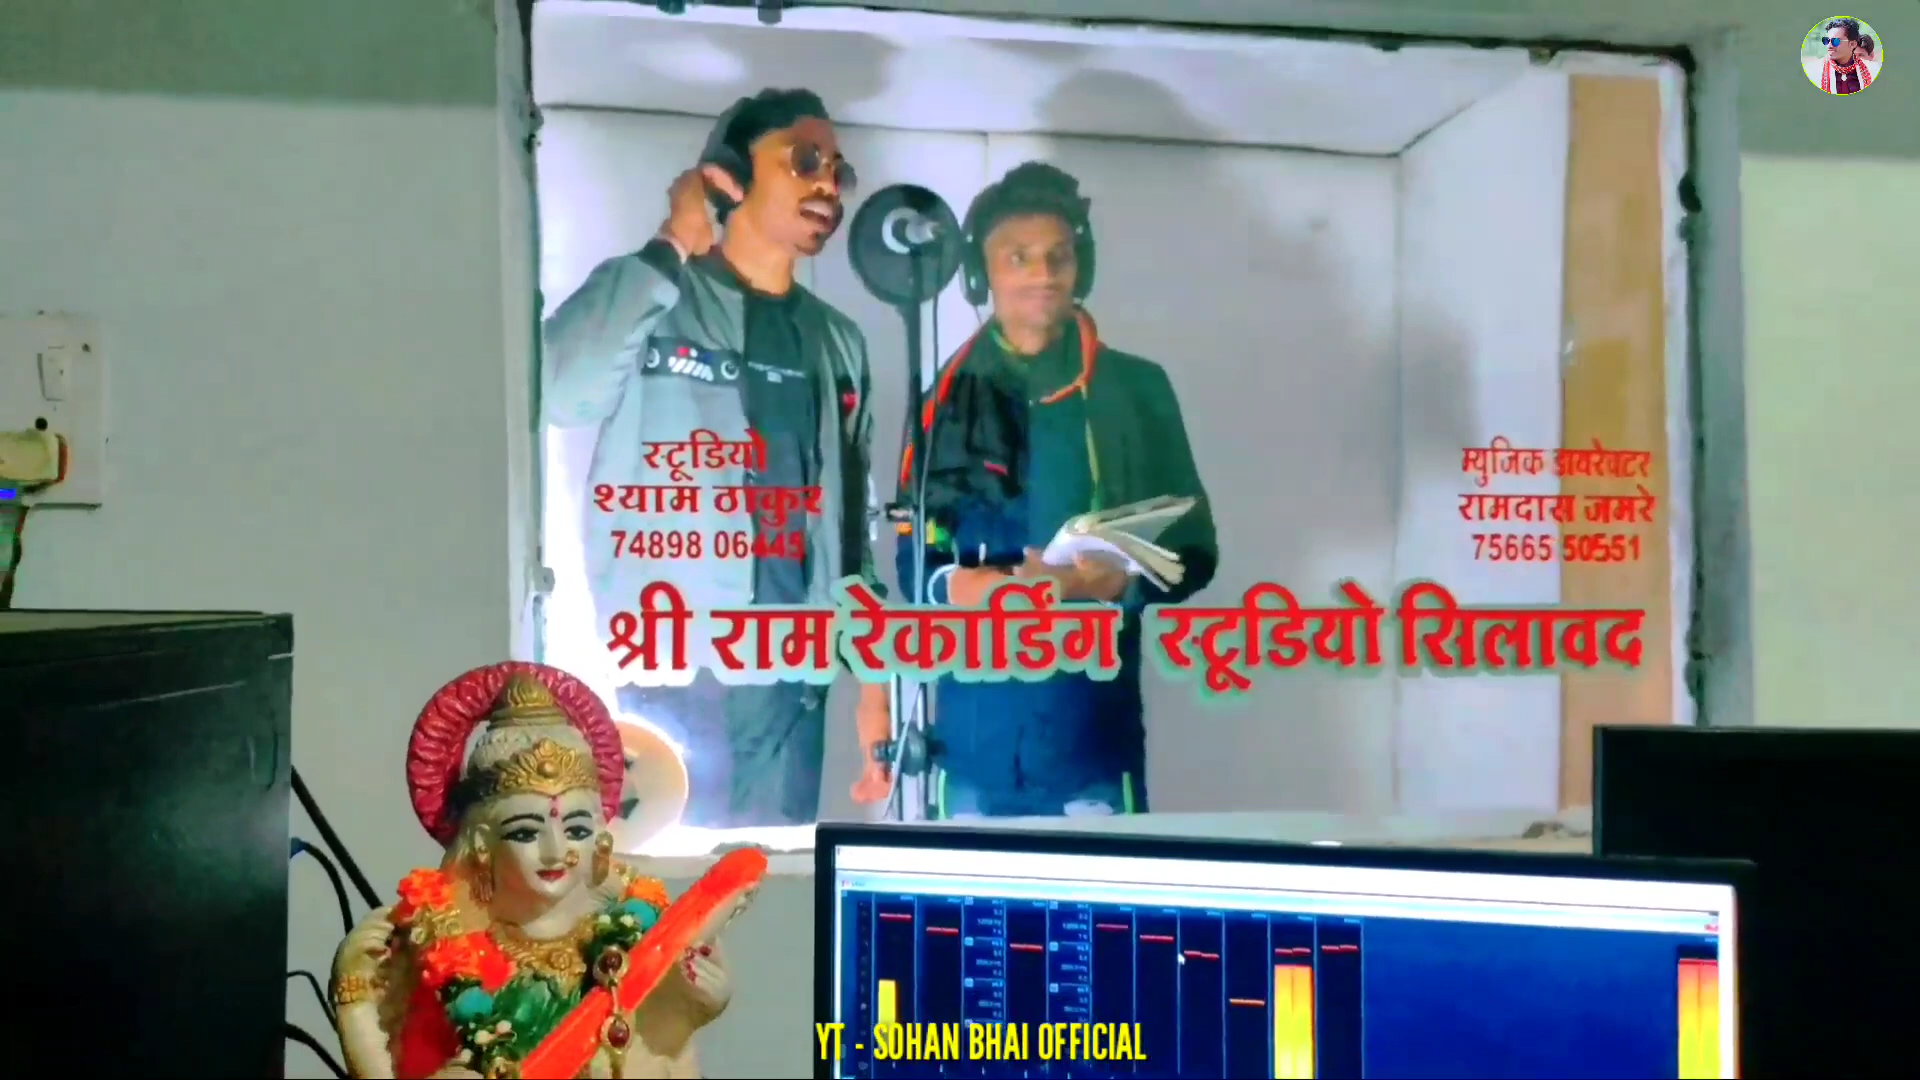 स्टूडियो
श्याम ठाकुर
74898 06445
म्युजिक डायरेक्टर
रामदास जमरे
75665 50551
श्री राम रेकार्डिंग स्टूडियो सिलावद
YT - SOHAN BHAI OFFICIAL